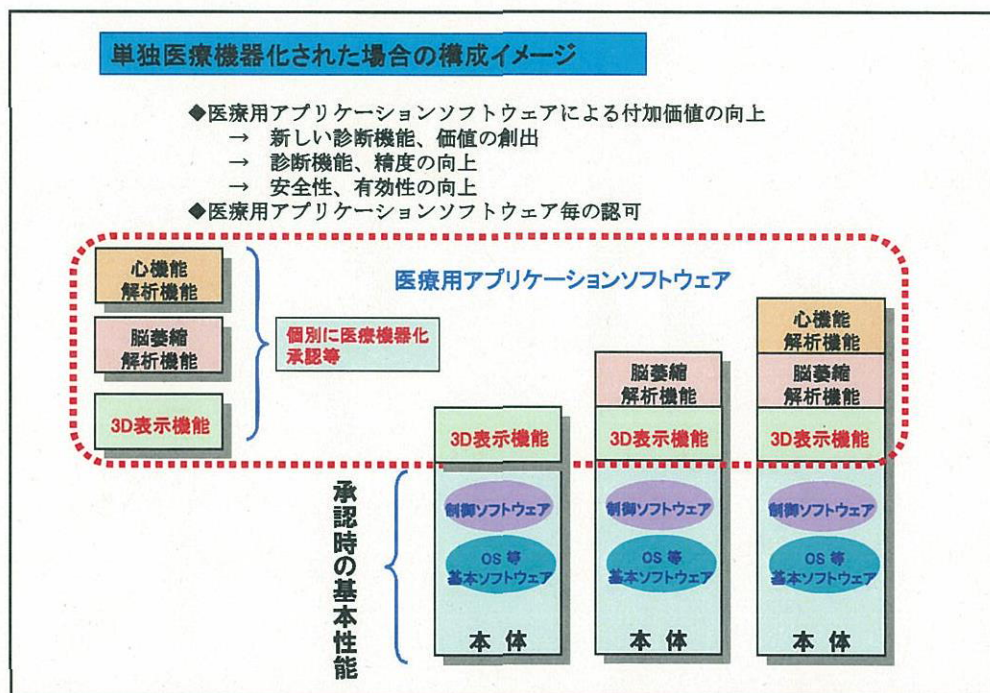 単独医療機器化された場合の構成イメージ
◆医療用アプリケーションソフトウェアによる付加価値の向上
→ 新しい診断機能、価値の創出
→ 診断機能、精度の向上
→ 安全性、有効性の向上
◆医療用アプリケーションソフトウェア毎の認可
心機能
解析機能
脳萎縮
解析機能
3D表示機能
個別に医療機器化
承認等
医療用アプリケーションソフトウェア
3D表示機能
脳萎縮
解析機能
3D表示機能
心機能
解析機能
脳萎縮
解析機能
3D表示機能
承認時の基本性能
制御ソフトウェア
OS 等
基本ソフトウェア
本 体
制御ソフトウェア
OS 等
基本ソフトウェア
本 体
制御ソフトウェア
OS 等
基本ソフトウェア
本 体